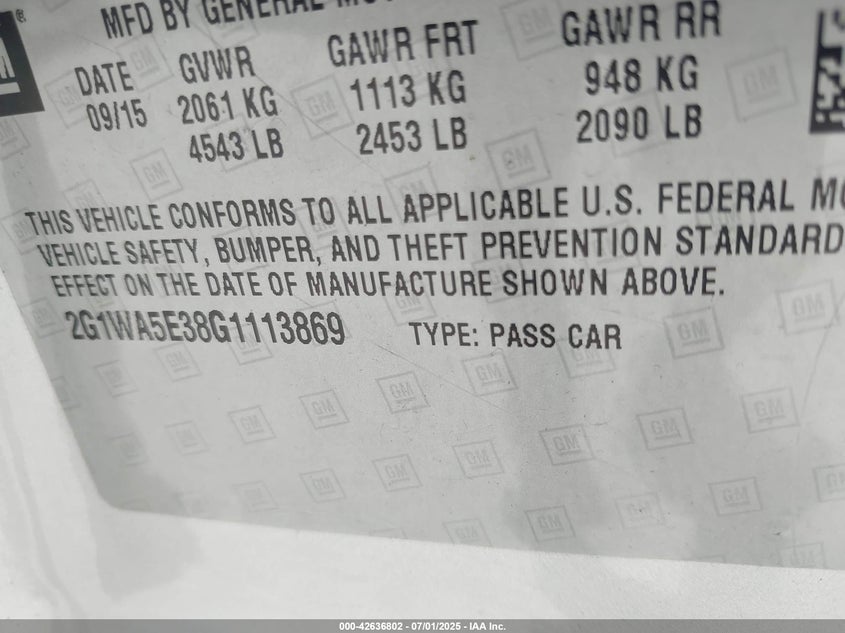 MFD BY GENERAL
DATE GVWR GAWR FRT GAWR RR
09/15 2061 KG 1113 KG 948 KG
4543 LB 2453 LB 2090 LB
THIS VEHICLE CONFORMS TO ALL APPLICABLE U.S. FEDERAL
VEHICLE SAFETY, BUMPER, AND THEFT PREVENTION STANDARD
EFFECT ON THE DATE OF MANUFACTURE SHOWN ABOVE.
2G1WA5E38G1113869 TYPE: PASS CAR
000-42636802 - 07/01/2025 - IAA Inc.